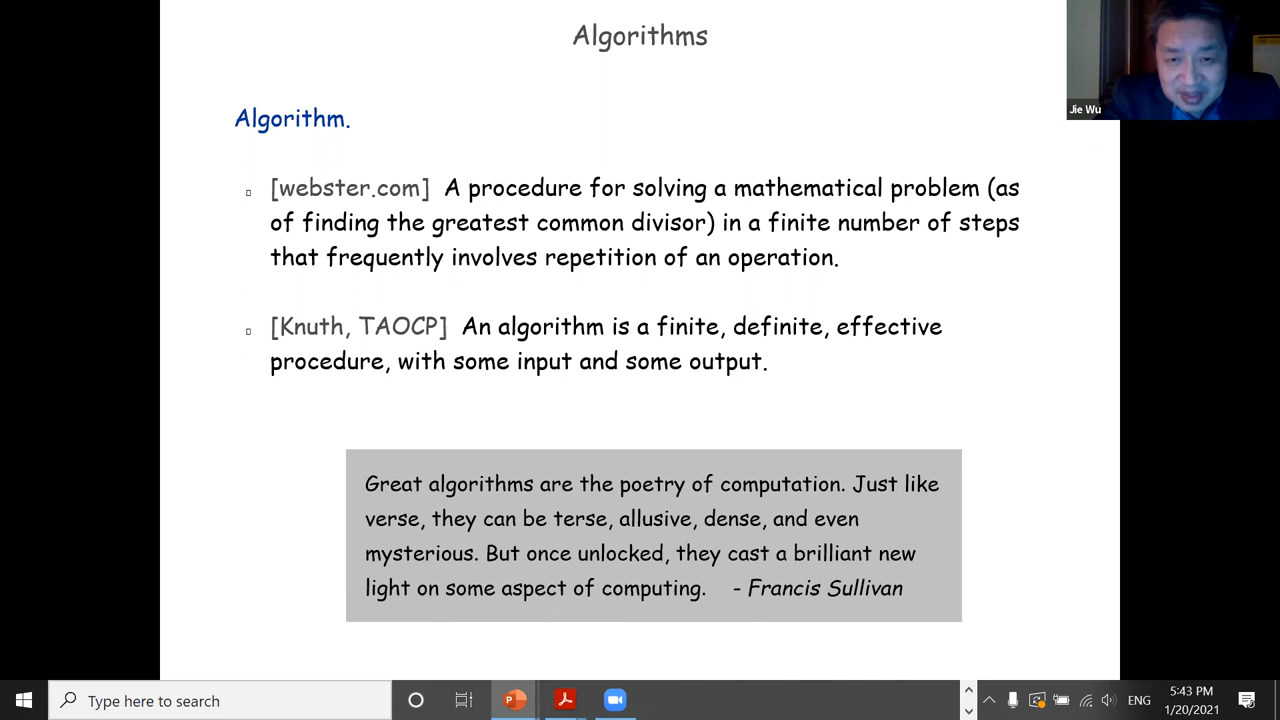 Algorithms
Jie Wu
Algorithm.
[webster.com] A procedure for solving a mathematical problem (as
of finding the greatest common divisor) in a finite number of steps
that frequently involves repetition of an operation.
[Knuth, TAOCP] An algorithm is a finite, definite, effective
procedure, with some input and some output.
Great algorithms are the poetry of computation. Just like
verse, they can be terse, allusive, dense, and even
mysterious. But once unlocked, they cast a brilliant new
light on some aspect of computing. - Francis Sullivan
Type here to search
ENG
5:43 PM
1/20/2021